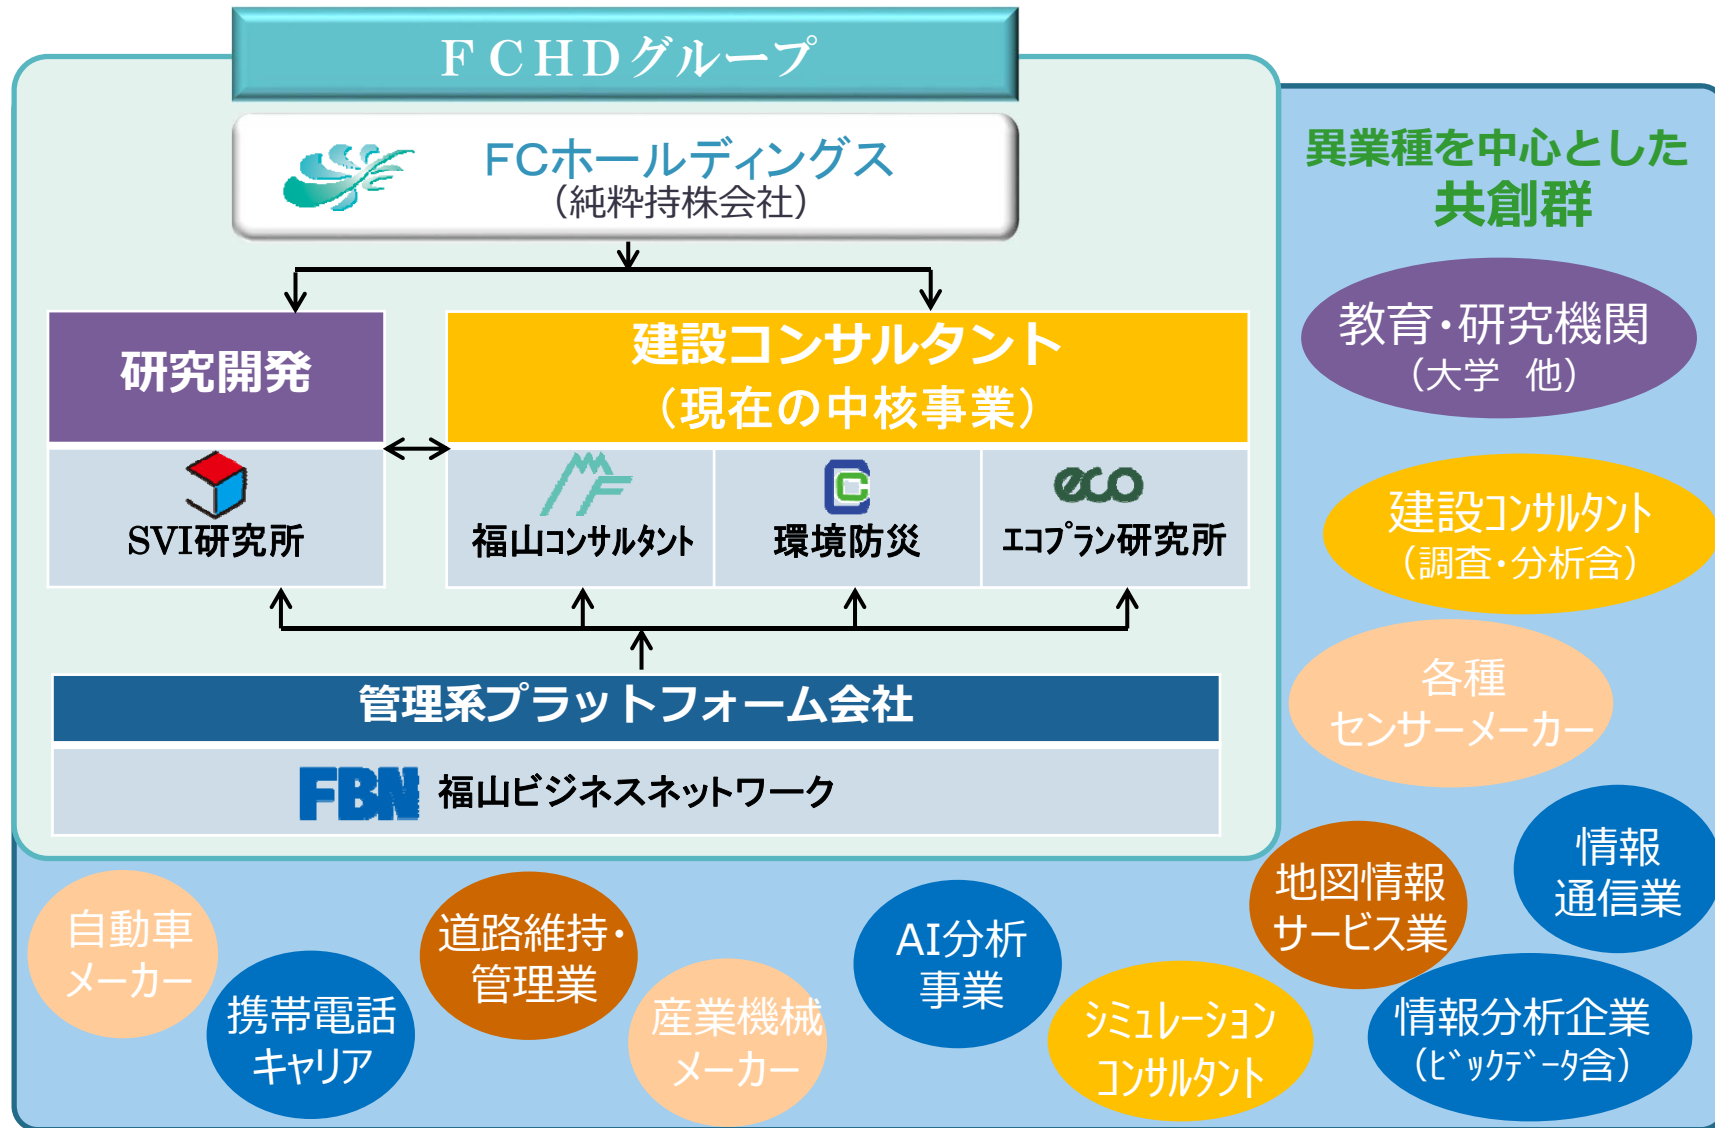 FCHDグループ
FCホールディングス
（純粋持株会社）
異業種を中心とした
共創群
研究開発
建設コンサルタント
（現在の中核事業）
SVI研究所
福山コンサルタント
環境防災
eco
エコプラン研究所
管理系プラットフォーム会社
FBN 福山ビジネスネットワーク
教育・研究機関
（大学　他）
建設コンサルタント
（調査・分析含）
各種
センサーメーカー
情報
通信業
地図情報
サービス業
情報分析企業
（ビックデータ含）
自動車
メーカー
携帯電話
キャリア
道路維持・
管理業
産業機械
メーカー
AI分析
事業
シミュレーション
コンサルタント